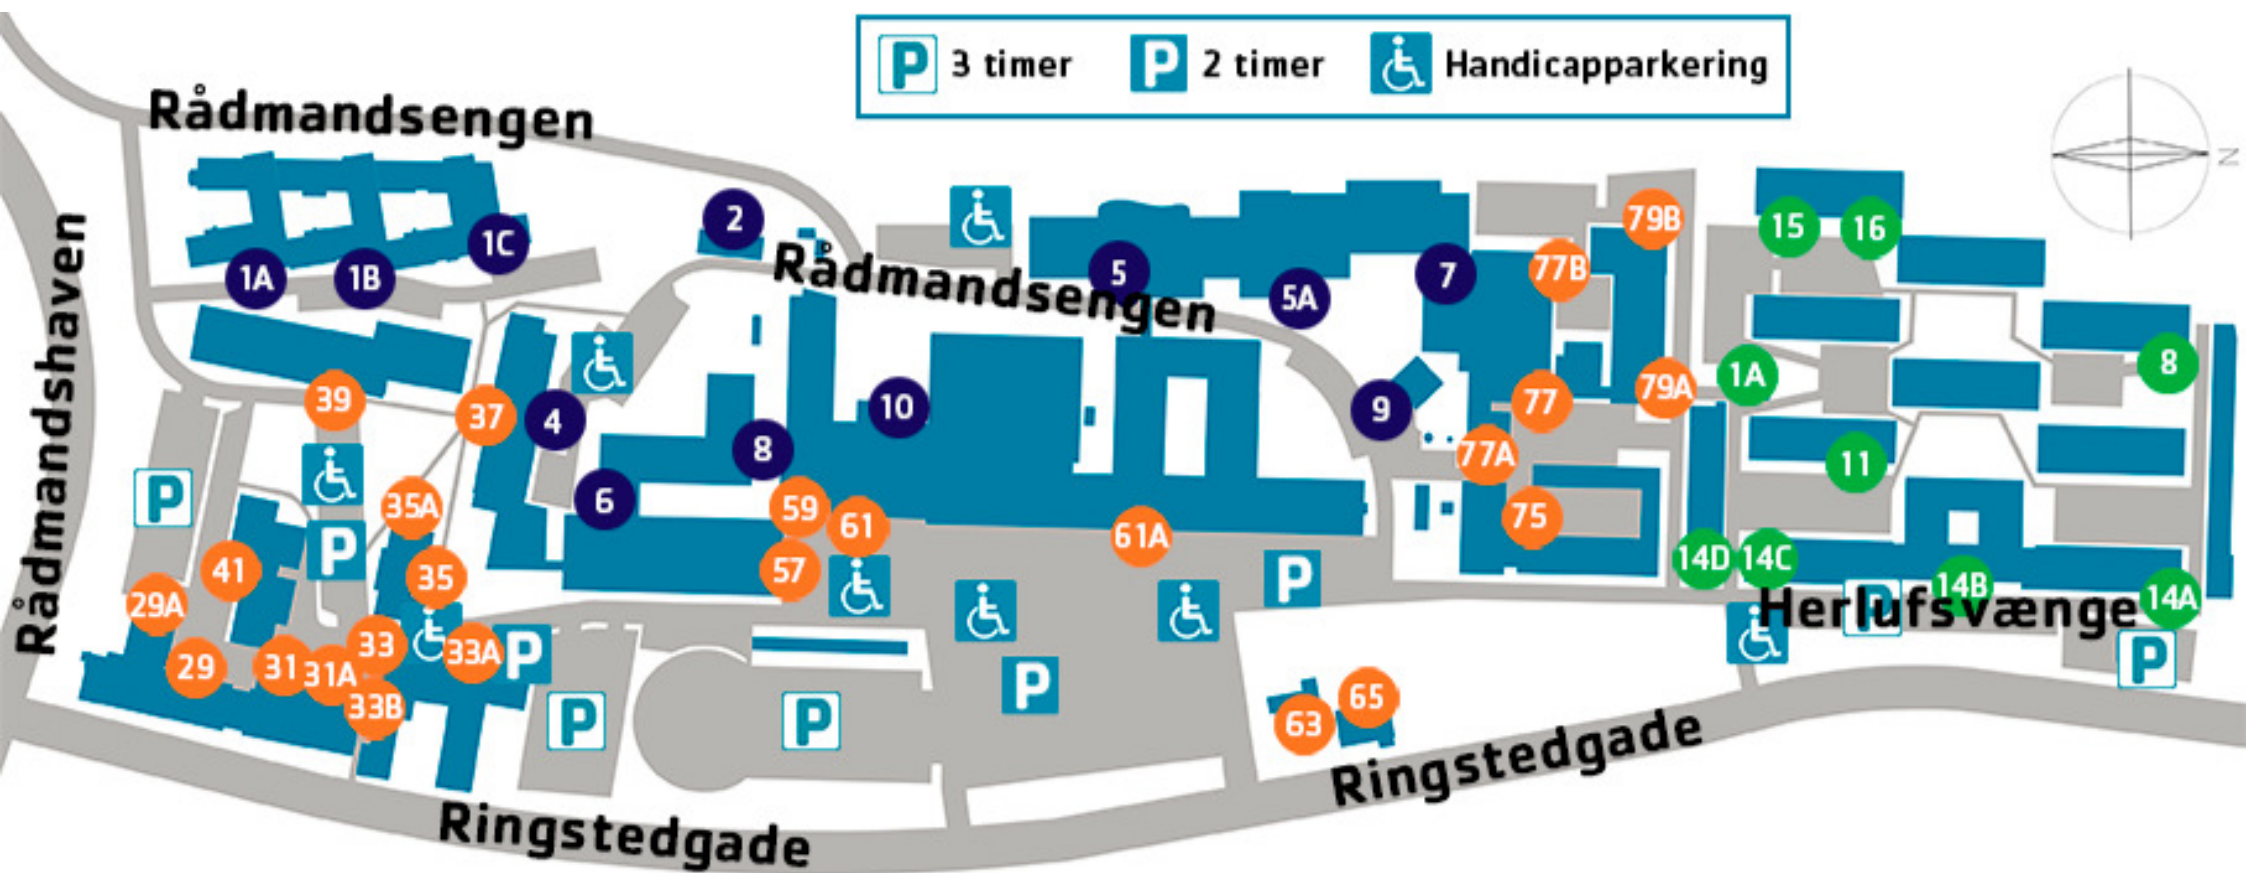 P 3 timer P 2 timer Handicapparkering
Rådmandsengen
N
Rådmandshaven
2
79B
15 16
1C
1A 1B
Rådmandsengen
5
5A
7
77B
8
1A
79A
77
39
37
4
10
9
8
11
77A
P
35A
6
59
61
61A
75
P
41
35
57
P
14D 14C
14B
P
Herlufsvænge
14A
29A
29
31
31A
33
33A
P
33B
P
P
P
63
65
P
Ringstedgade
Ringstedgade